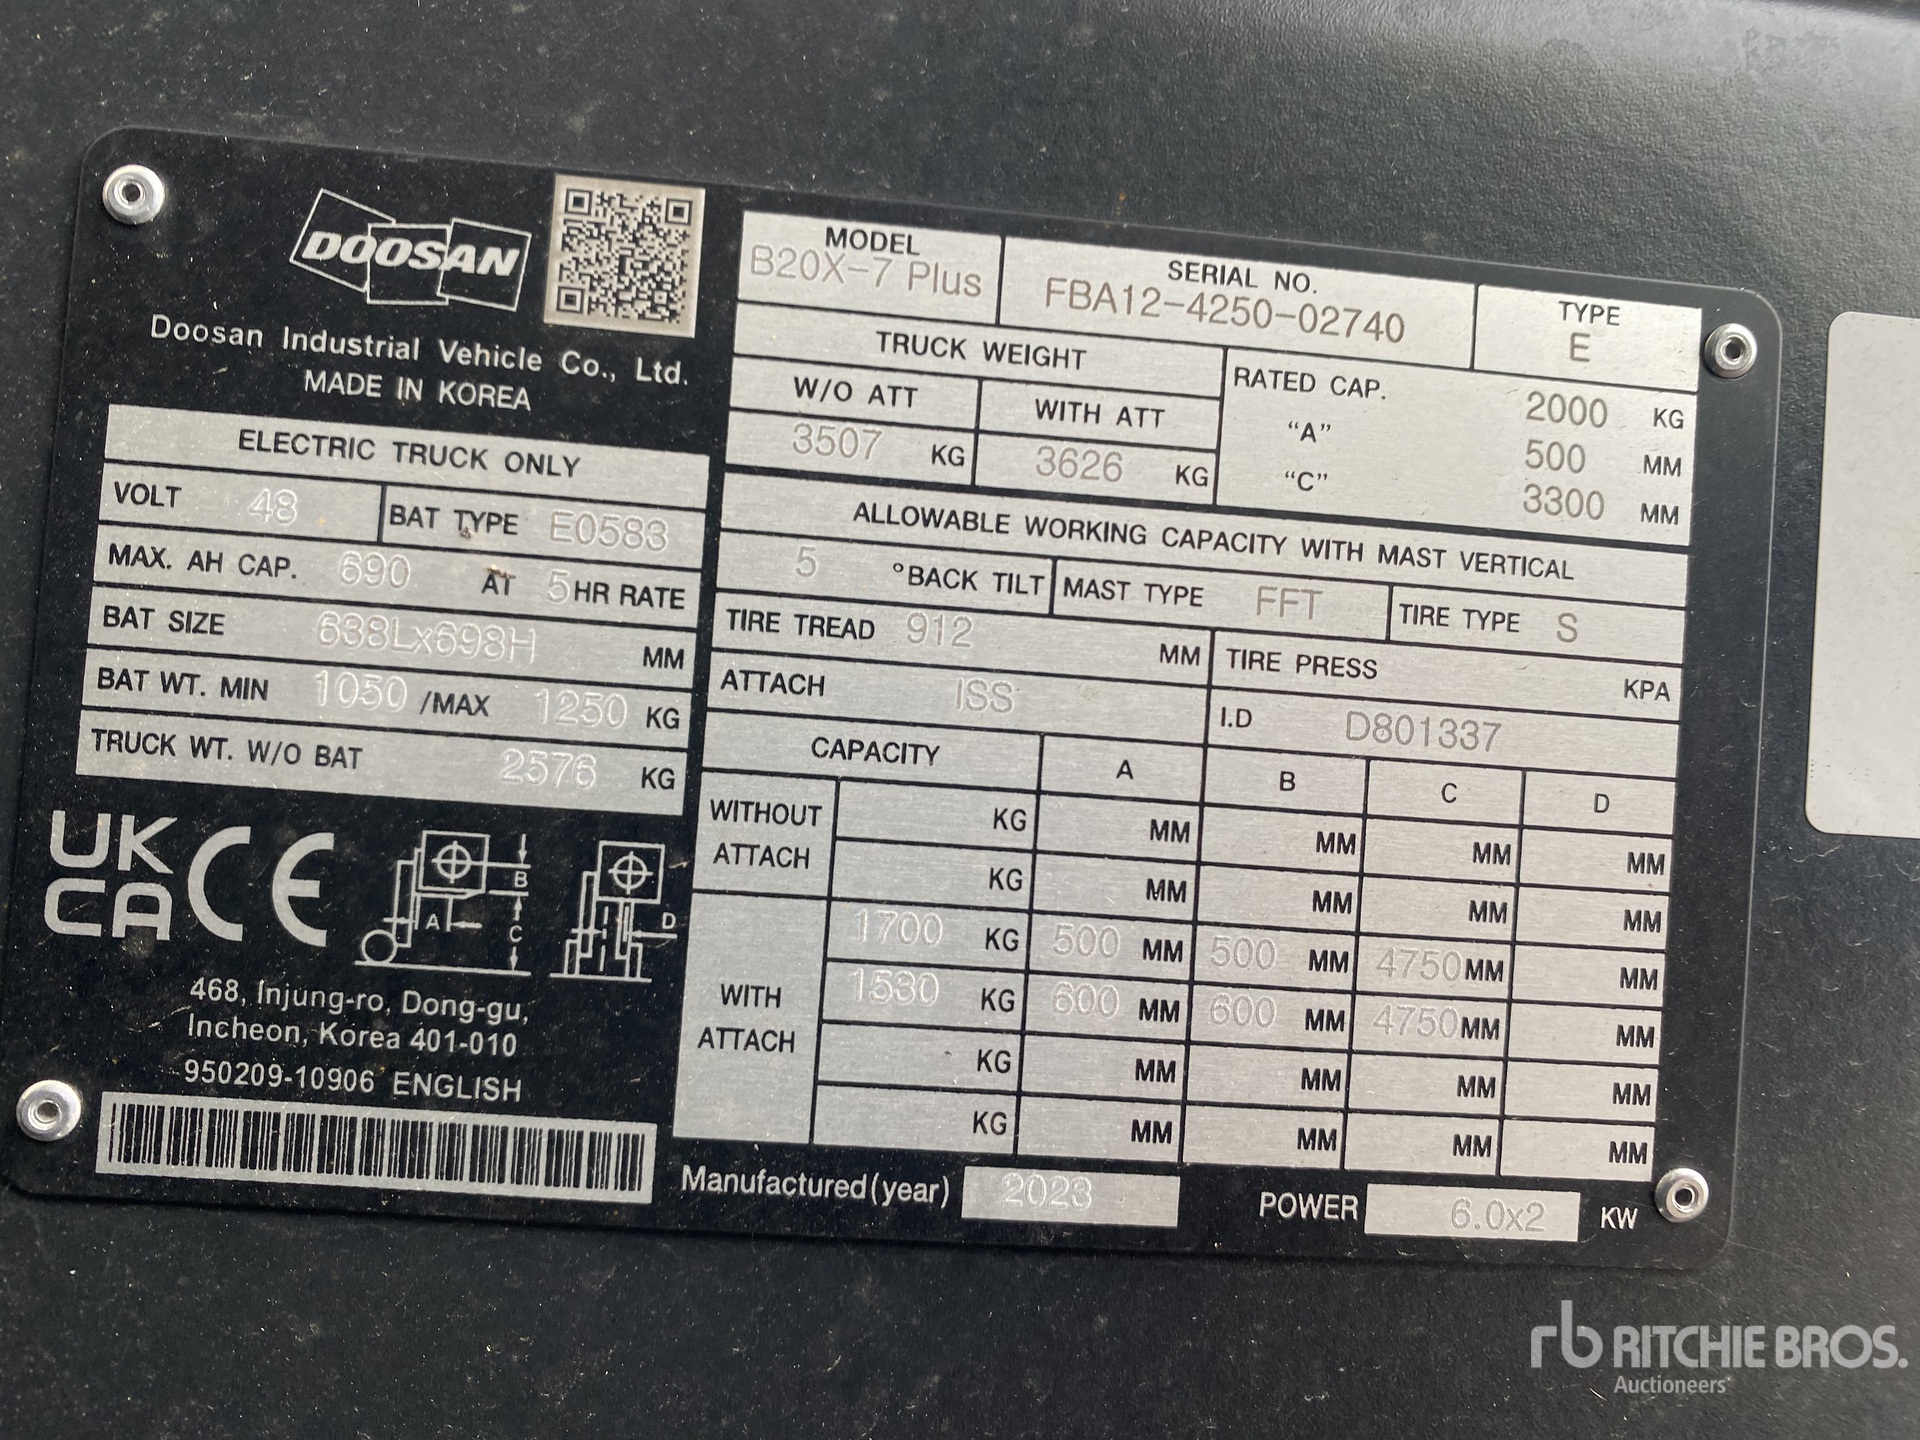 DOOSAN
Doosan Industrial Vehicle Co., Ltd.
MADE IN KOREA
ELECTRIC TRUCK ONLY
VOLT 48 BAT TYPE E0583
MAX. AH CAP. 690 AT 5 HR RATE
BAT SIZE 638Lx698H MM
BAT WT. MIN 1050 /MAX 1250 KG
TRUCK WT. W/O BAT 2576 KG
UK
CA CE
A B C D
468, Injung-ro, Dong-gu,
Incheon, Korea 401-010
950209-10906 ENGLISH
MODEL SERIAL NO. TYPE
B20X-7 Plus FBA12-4250-02740 E
TRUCK WEIGHT
W/O ATT WITH ATT
3507 KG 3626 KG
RATED CAP. 2000 KG
"A" 500 MM
"C" 3300 MM
ALLOWABLE WORKING CAPACITY WITH MAST VERTICAL
5 °BACK TILT MAST TYPE FFT TIRE TYPE S
TIRE TREAD 912 MM TIRE PRESS KPA
ATTACH ISS I.D D801337
CAPACITY A B C D
WITHOUT ATTACH
KG MM MM MM MM
KG MM MM MM MM
WITH ATTACH
1700 KG 500 MM 500 MM 4750 MM MM
1530 KG 600 MM 600 MM 4750 MM MM
KG MM MM MM MM
KG MM MM MM MM
Manufactured (year) 2023 POWER 6.0x2 KW
rb RITCHIE BROS.
Auctioneers